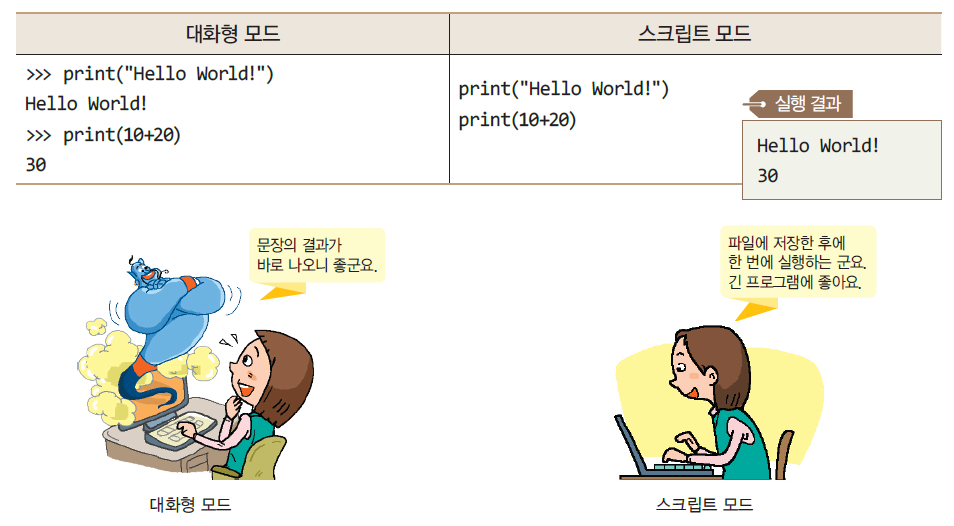 대화형 모드
스크립트 모드
>>> print("Hello World!")
Hello World!
>>> print(10+20)
30
print("Hello World!")
print(10+20)
실행 결과
Hello World!
30
문장의 결과가
바로 나오니 좋군요.
파일에 저장한 후에
한 번에 실행하는 군요.
긴 프로그램에 좋아요.
대화형 모드
스크립트 모드